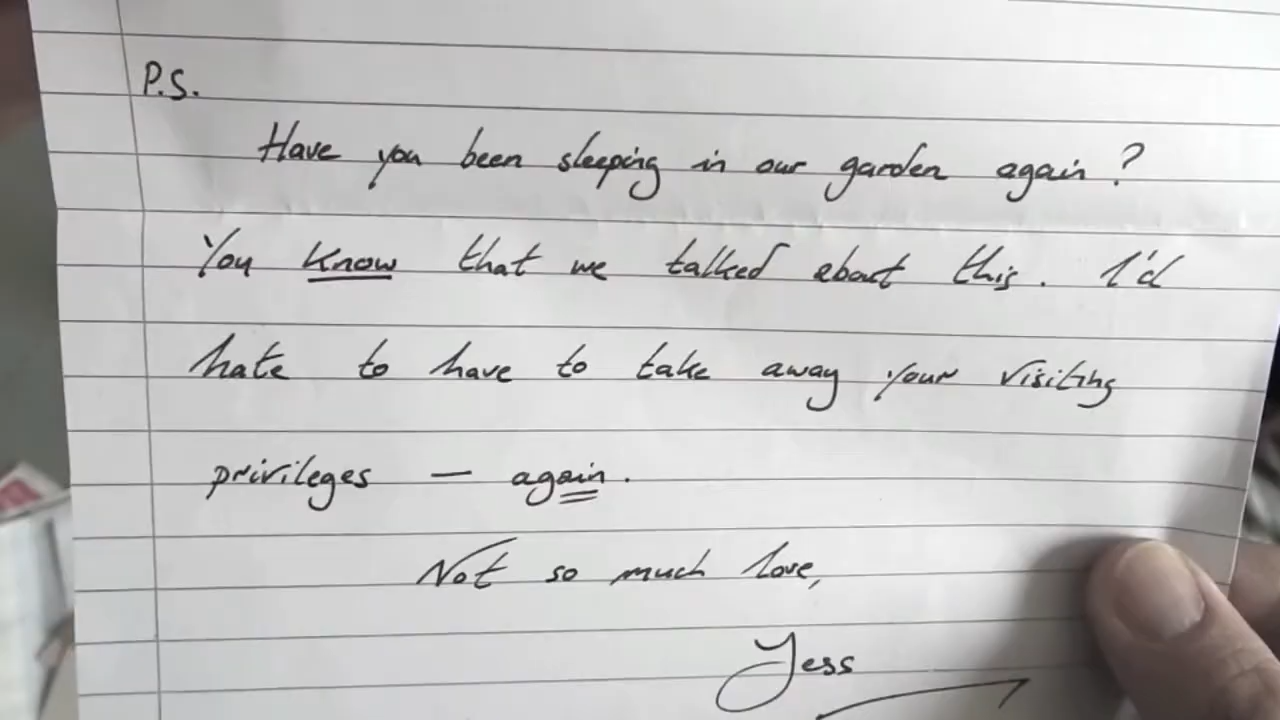 P.S.
Have you been sleeping in our garden again?
You know that we talked about this. I'd
hate to have to take away your visiting
privileges — again.
Not so much love,
Jess